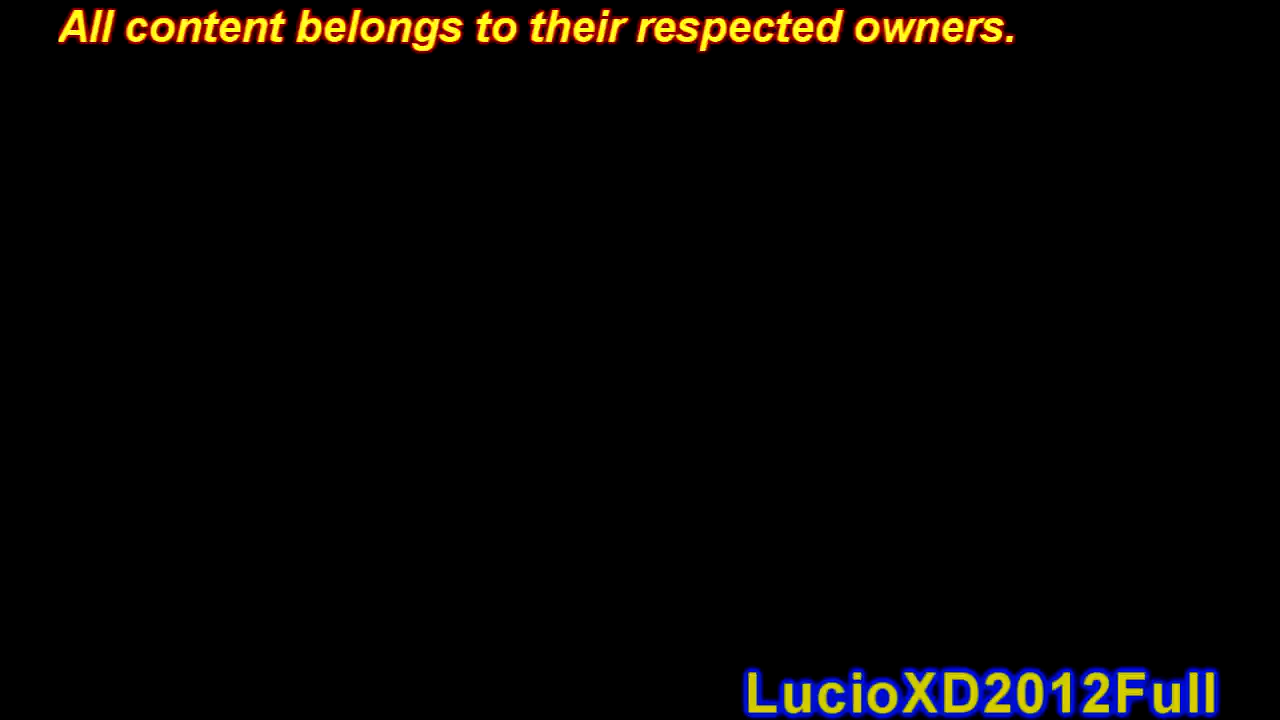 All content belongs to their respected owners.
LucioXD2012Full